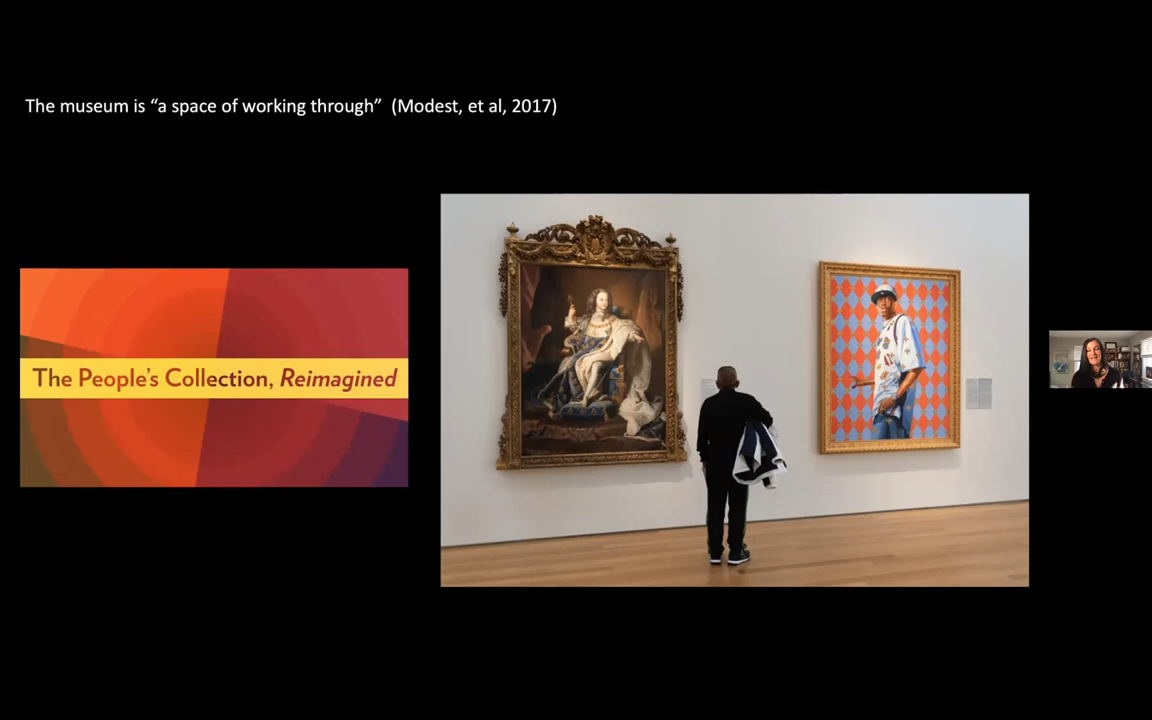 The museum is “a space of working through”  (Modest, et al, 2017)
The People’s Collection, Reimagined